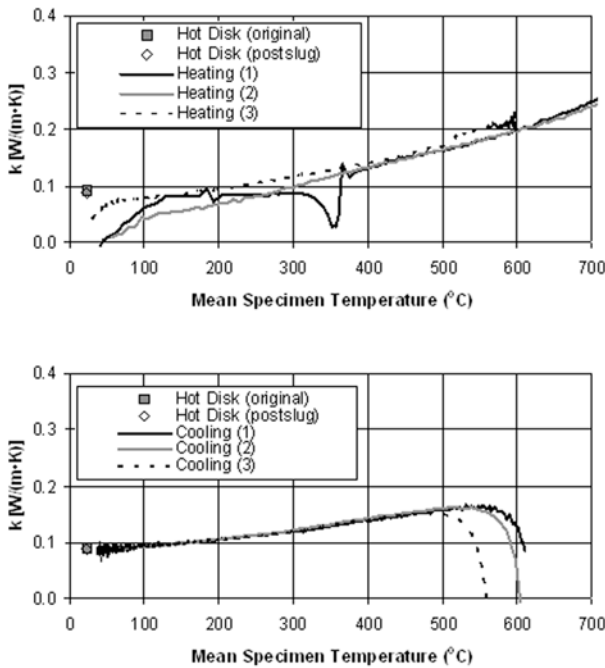 0.4
0.3
0.2
0.1
0.0
k [W/(m•K)]
Hot Disk (original)
Hot Disk (postslug)
Heating (1)
Heating (2)
Heating (3)
0 100 200 300 400 500 600 700
Mean Specimen Temperature (°C)
0.4
0.3
0.2
0.1
0.0
k [W/(m•K)]
Hot Disk (original)
Hot Disk (postslug)
Cooling (1)
Cooling (2)
Cooling (3)
0 100 200 300 400 500 600 700
Mean Specimen Temperature (°C)